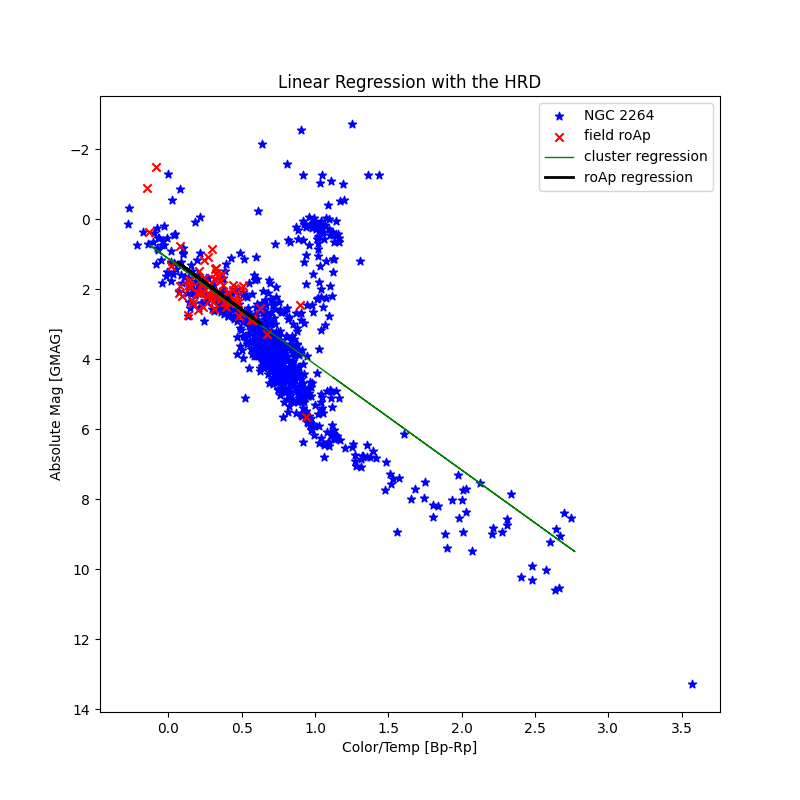 Linear Regression with the HRD
NGC 2264
field roAp
cluster regression
roAp regression
−2
0
2
4
6
8
10
12
14
Absolute Mag [GMAG]
0.0 0.5 1.0 1.5 2.0 2.5 3.0 3.5
Color/Temp [Bp-Rp]